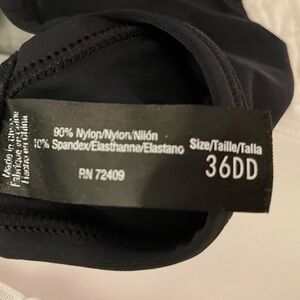 90% Nylon/Nylon/Nilón
10% Spandex/Elasthanne/Elastano
RN 72409
Size/Taille/Talla
36DD
Made in China
Fabriqué en Chine
Hecho en China